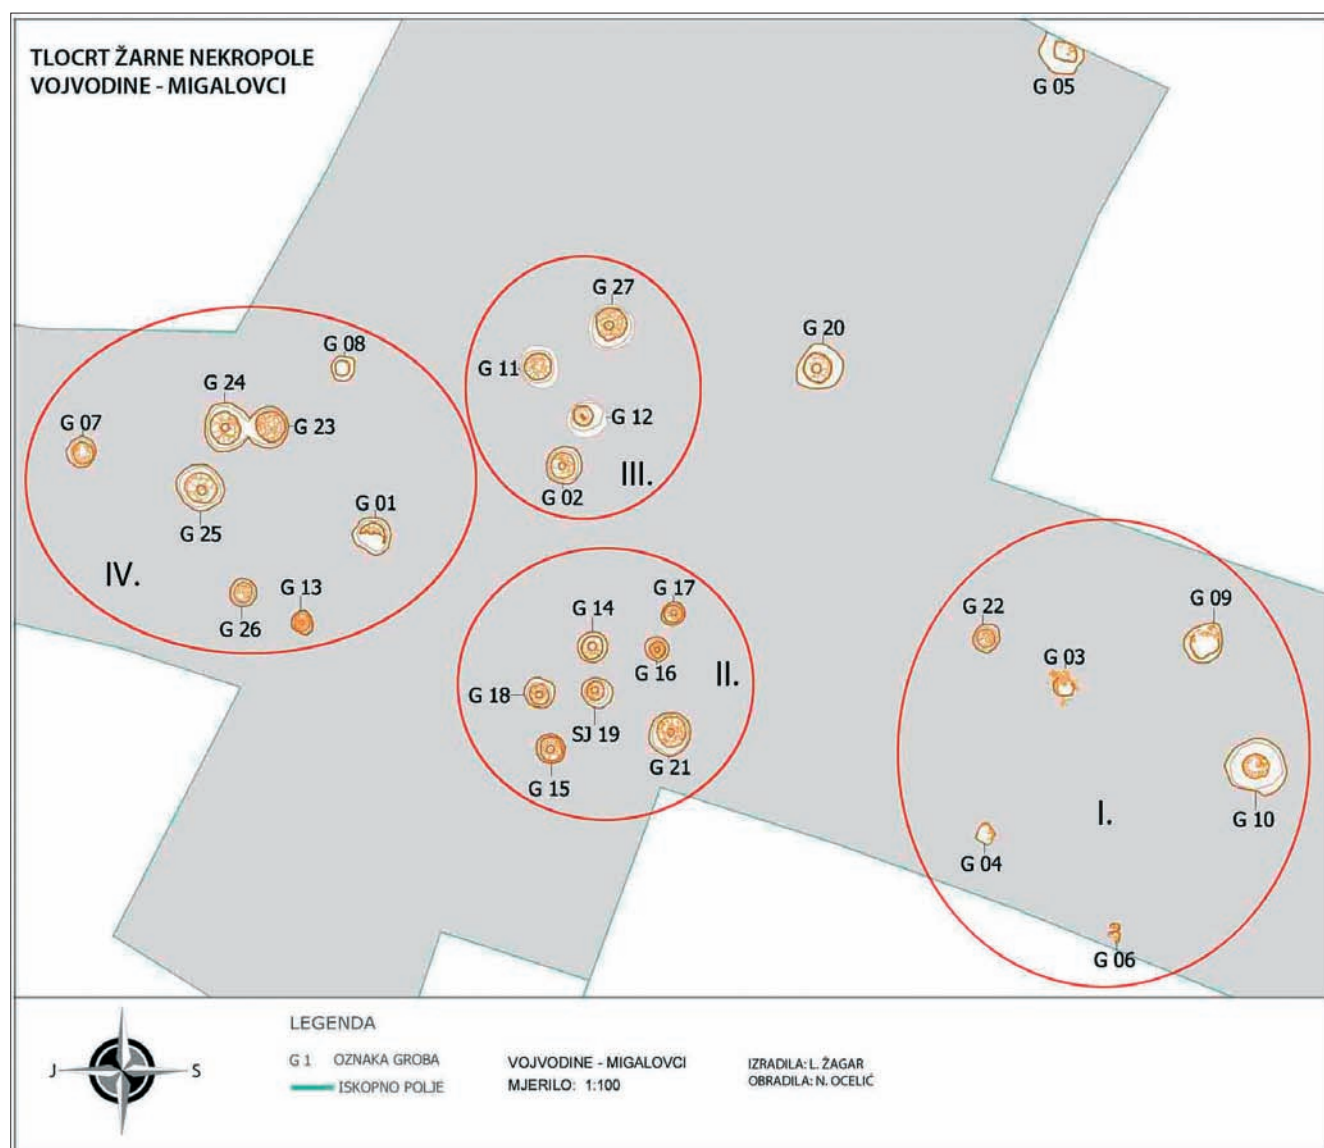 TLOCRT ŽARNE NEKROPOLE
VOJVODINE - MIGALOVCI
G 05
G 27
G 20
G 08
G 11
G 24
G 12
G 07
G 23
G 02
III.
G 01
G 25
IV.
G 13
G 26
G 17
G 14
G 16
II.
G 18
SJ 19
G 21
G 15
G 22
G 09
G 03
I.
G 10
G 04
G 06
J
S
LEGENDA
G 1 OZNAKA GROBA
ISKOPNO POLJE
VOJVODINE - MIGALOVCI
MJERILO: 1:100
IZRADILA: L. ŽAGAR
OBRADILA: N. OCELIĆ